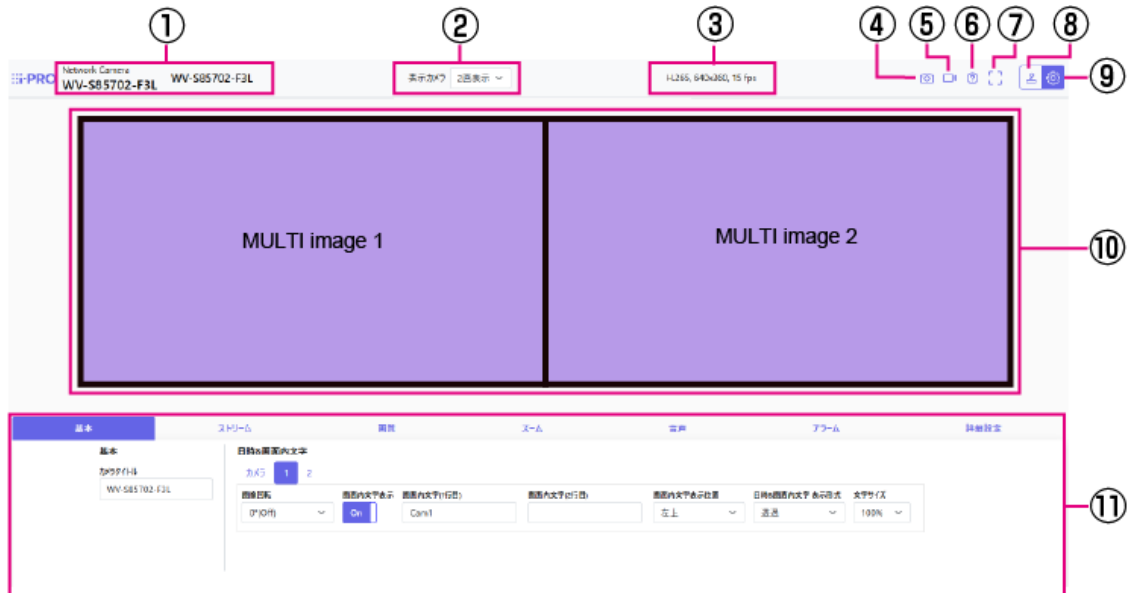 ① ② ③ ④ ⑤ ⑥ ⑦ ⑧
i-PRO Network Camera
WV-S85702-F3L WV-S85702-F3L 表示カメラ 2画表示 H.265, 640x360, 15 fps ⑨
MULTI image 1 MULTI image 2
⑩
基本 ストリーム 画質 ズーム 音声 アラーム 詳細設定
基本 日時&画面内文字
カメラタイトル カメラ 1 2
WV-S85702-F3L
画像回転 画面内文字表示 画面内文字(1行目) 画面内文字(2行目) 画面内文字表示位置 日時&画面内文字 表示形式 文字サイズ
0°(Off) On Cam1 左上 透過 100%
⑪